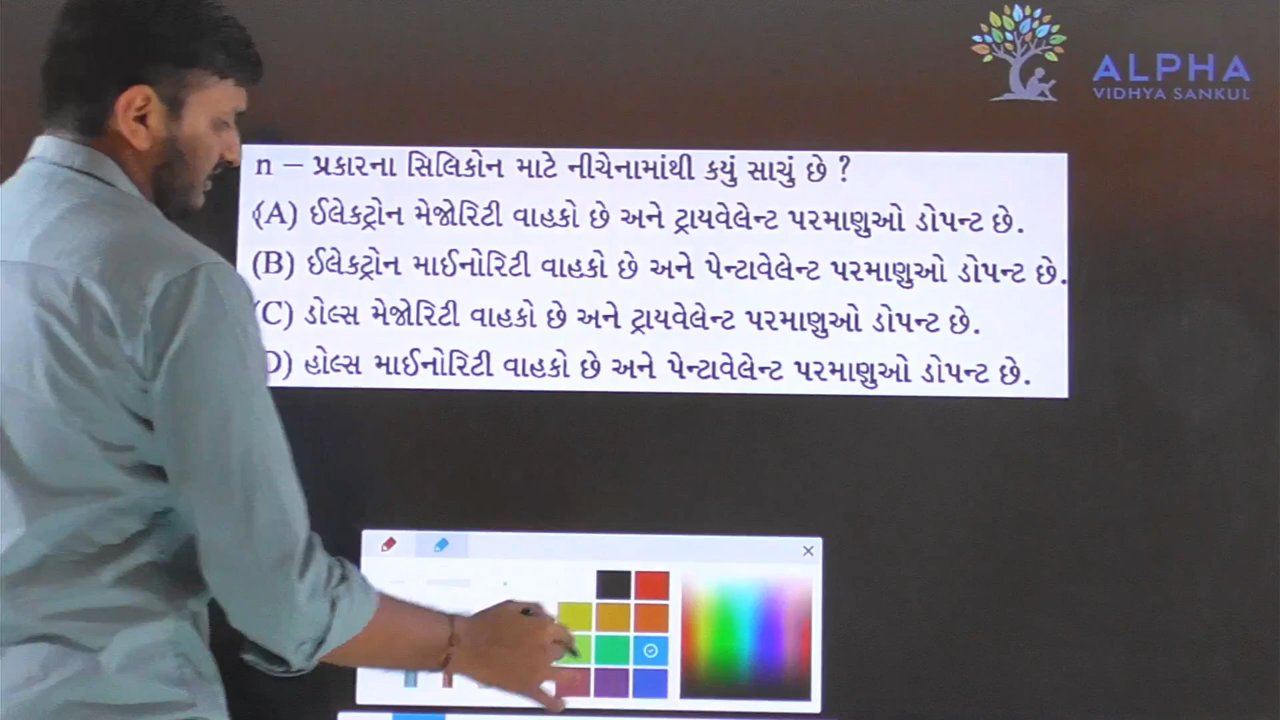 ALPHA
VIDHYA SANKUL
n – પ્રકારના સિલિકોન માટે નીચેનામાંથી કયું સાચું છે ?
(A) ઈલેક્ટ્રોન મેજોરિટી વાહકો છે અને ટ્રાયવેલેન્ટ પરમાણુઓ ડોપન્ટ છે.
(B) ઈલેક્ટ્રોન માઈનોરિટી વાહકો છે અને પેન્ટાવેલેન્ટ પરમાણુઓ ડોપન્ટ છે.
(C) ડોલ્સ મેજોરિટી વાહકો છે અને ટ્રાયવેલેન્ટ પરમાણુઓ ડોપન્ટ છે.
D) હોલ્સ માઈનોરિટી વાહકો છે અને પેન્ટાવેલેન્ટ પરમાણુઓ ડોપન્ટ છે.